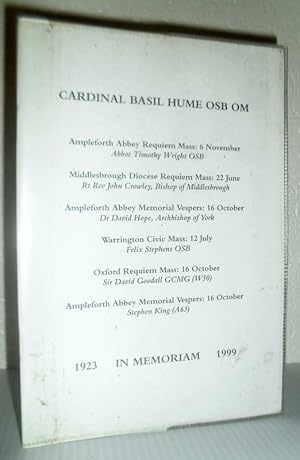 CARDINAL BASIL HUME OSB OM
Ampleforth Abbey Requiem Mass: 6 November
Abbot Timothy Wright OSB
Middlesbrough Diocese Requiem Mass: 22 June
Rt Rev John Crowley, Bishop of Middlesbrough
Ampleforth Abbey Memorial Vespers: 16 October
Dr David Hope, Archbishop of York
Warrington Civic Mass: 12 July
Felix Stephens OSB
Oxford Requiem Mass: 16 October
Sir David Goodall GCMG (W50)
Ampleforth Abbey Memorial Vespers: 16 October
Stephen King (A63)
1923 IN MEMORIAM 1999